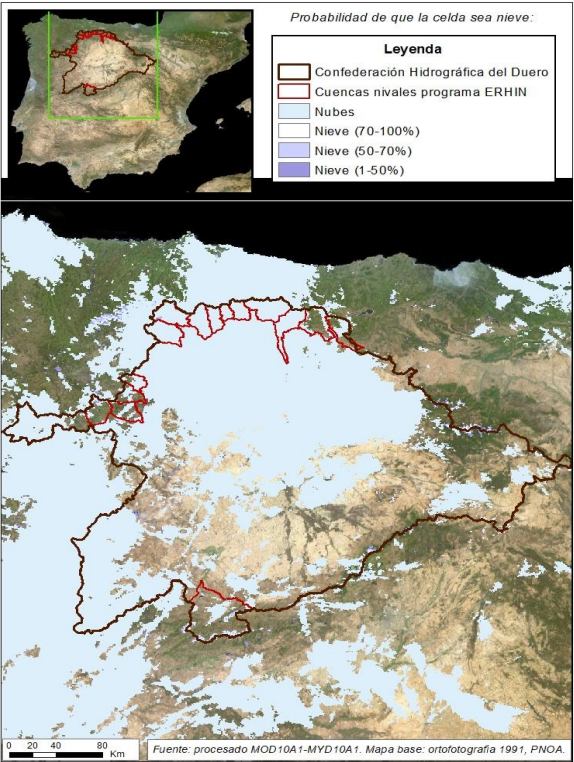 Probabilidad de que la celda sea nieve:
Leyenda
Confederación Hidrográfica del Duero
Cuencas nivales programa ERHIN
Nubes
Nieve (70-100%)
Nieve (50-70%)
Nieve (1-50%)
0 20 40 80
Km
Fuente: procesado MOD10A1-MYD10A1. Mapa base: ortofotografía 1991, PNOA.